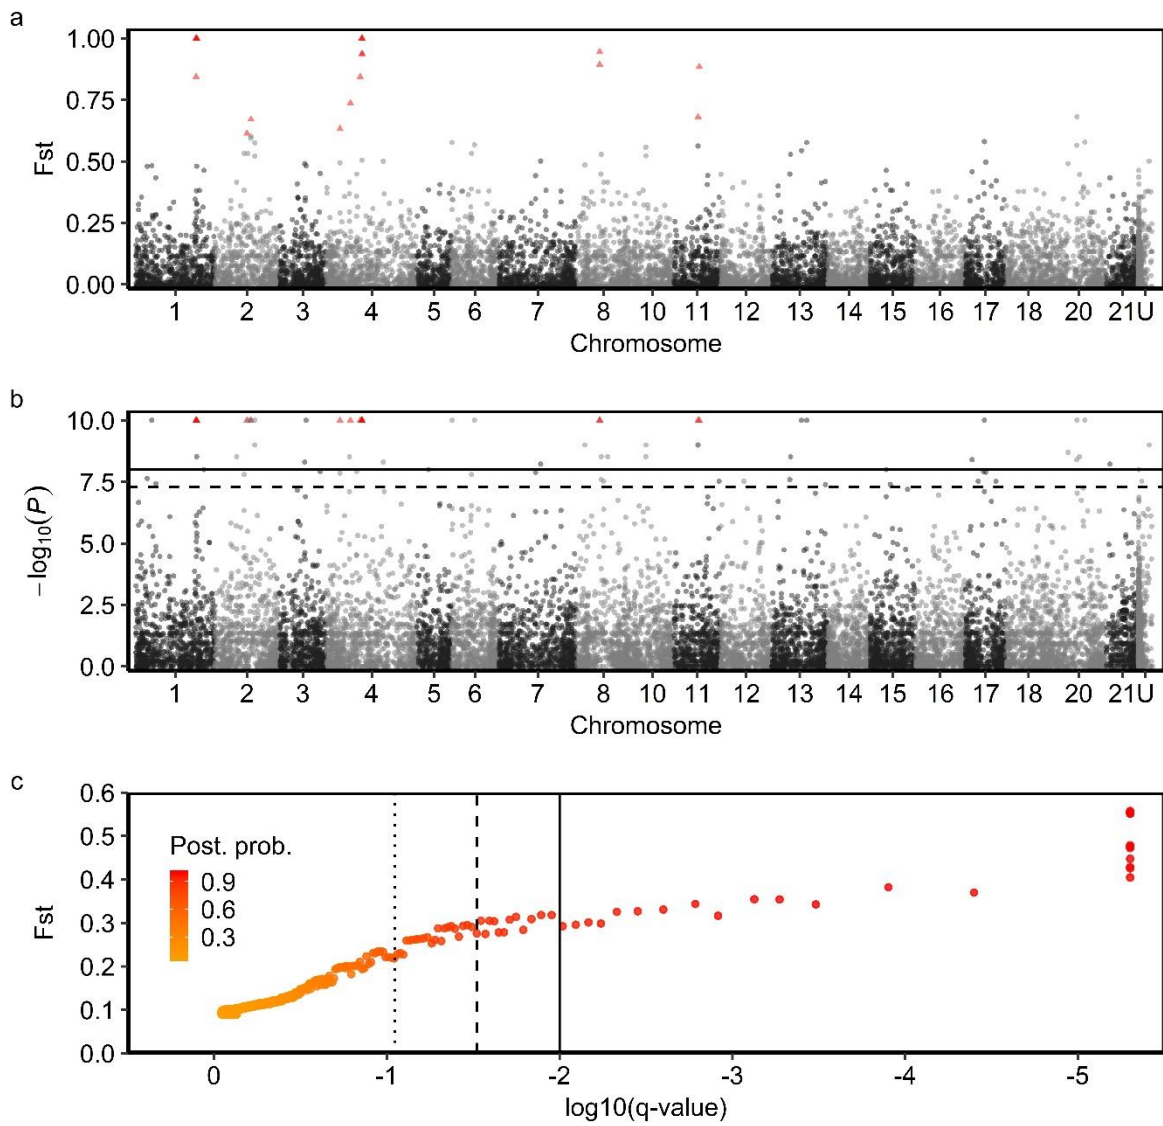 a
1.00
0.75
0.50
0.25
0.00
Fst
1 2 3 4 5 6 7 8 10 11 12 13 14 15 16 17 18 20 21U
Chromosome
b
10.0
7.5
5.0
2.5
0.0
−log10(P)
1 2 3 4 5 6 7 8 10 11 12 13 14 15 16 17 18 20 21U
Chromosome
c
0.6
0.5
0.4
0.3
0.2
0.1
0.0
Fst
Post. prob.
0.9
0.6
0.3
0 -1 -2 -3 -4 -5
log10(q-value)